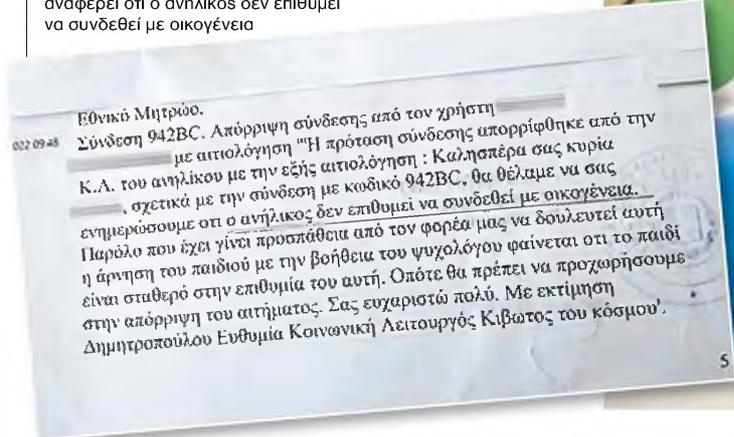 αναφέρει ότι ο ανήλικος δεν επιθυμεί
να συνδεθεί με οικογένεια
Εθνικό Μητρώο.
022 09:48
Σύνδεση 942BC. Απόρριψη σύνδεσης από τον χρήστη
με αιτιολόγηση "'Η πρόταση σύνδεσης απορρίφθηκε από την
Κ.Α. του ανηλίκου με την εξής αιτιολόγηση : Καλησπέρα σας κυρία
, σχετικά με την σύνδεση με κωδικό 942BC, θα θέλαμε να σας
ενημερώσουμε οτι ο ανήλικος δεν επιθυμεί να συνδεθεί με οικογένεια.
Παρόλο που έχει γίνει προσπάθεια από τον φορέα μας να δουλευτεί αυτή
η άρνηση του παιδιού με την βοήθεια του ψυχολόγου φαίνεται οτι το παιδί
είναι σταθερό στην επιθυμία του αυτή. Οπότε θα πρέπει να προχωρήσουμε
στην απόρριψη του αιτήματος. Σας ευχαριστώ πολύ. Με εκτίμηση
Δημητροπούλου Ευθυμία Κοινωνική Λειτουργός Κιβωτος του κόσμου'.
5